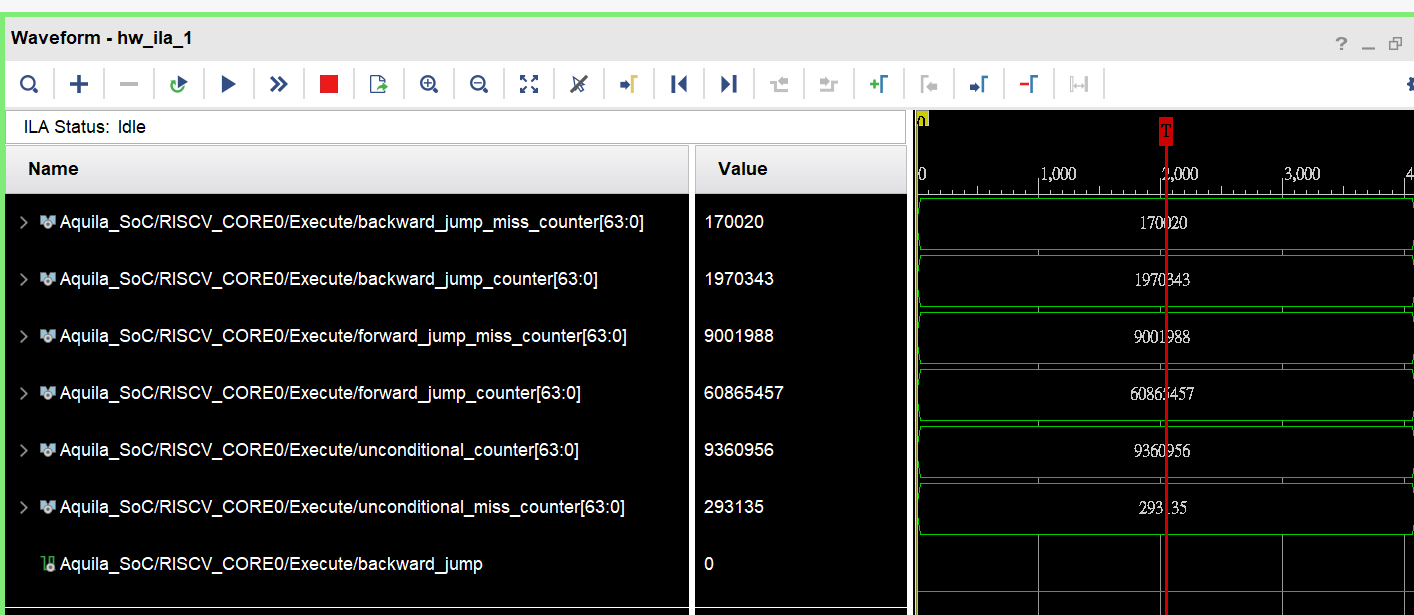 Waveform - hw_ila_1
?
ILA Status: Idle
Name Value
T
0 1,000 2,000 3,000 4
Aquila_SoC/RISCV_CORE0/Execute/backward_jump_miss_counter[63:0] 170020 170020
Aquila_SoC/RISCV_CORE0/Execute/backward_jump_counter[63:0] 1970343 1970343
Aquila_SoC/RISCV_CORE0/Execute/forward_jump_miss_counter[63:0] 9001988 9001988
Aquila_SoC/RISCV_CORE0/Execute/forward_jump_counter[63:0] 60865457 60865457
Aquila_SoC/RISCV_CORE0/Execute/unconditional_counter[63:0] 9360956 9360956
Aquila_SoC/RISCV_CORE0/Execute/unconditional_miss_counter[63:0] 293135 293135
Aquila_SoC/RISCV_CORE0/Execute/backward_jump 0